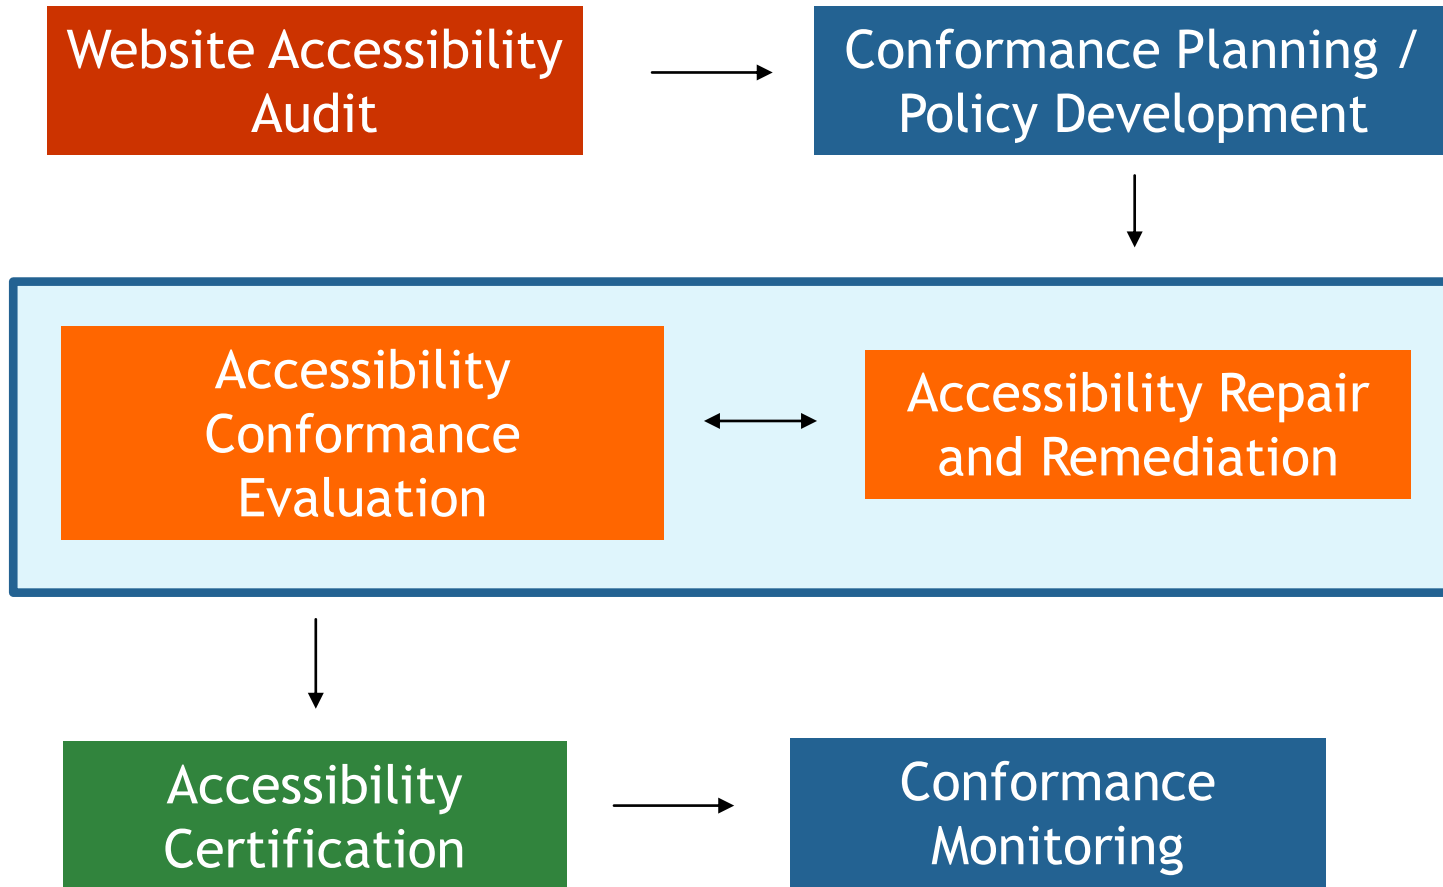 Website Accessibility
Audit
Conformance Planning /
Policy Development
Accessibility
Conformance
Evaluation
Accessibility Repair
and Remediation
Accessibility
Certification
Conformance
Monitoring